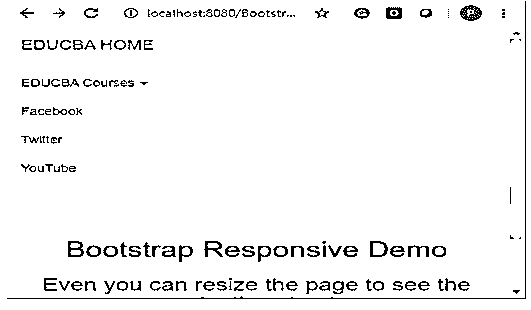 localhost:8080/Bootstr...
EDUCBA HOME
EDUCBA Courses
Facebook
Twitter
YouTube
Bootstrap Responsive Demo
Even you can resize the page to see the